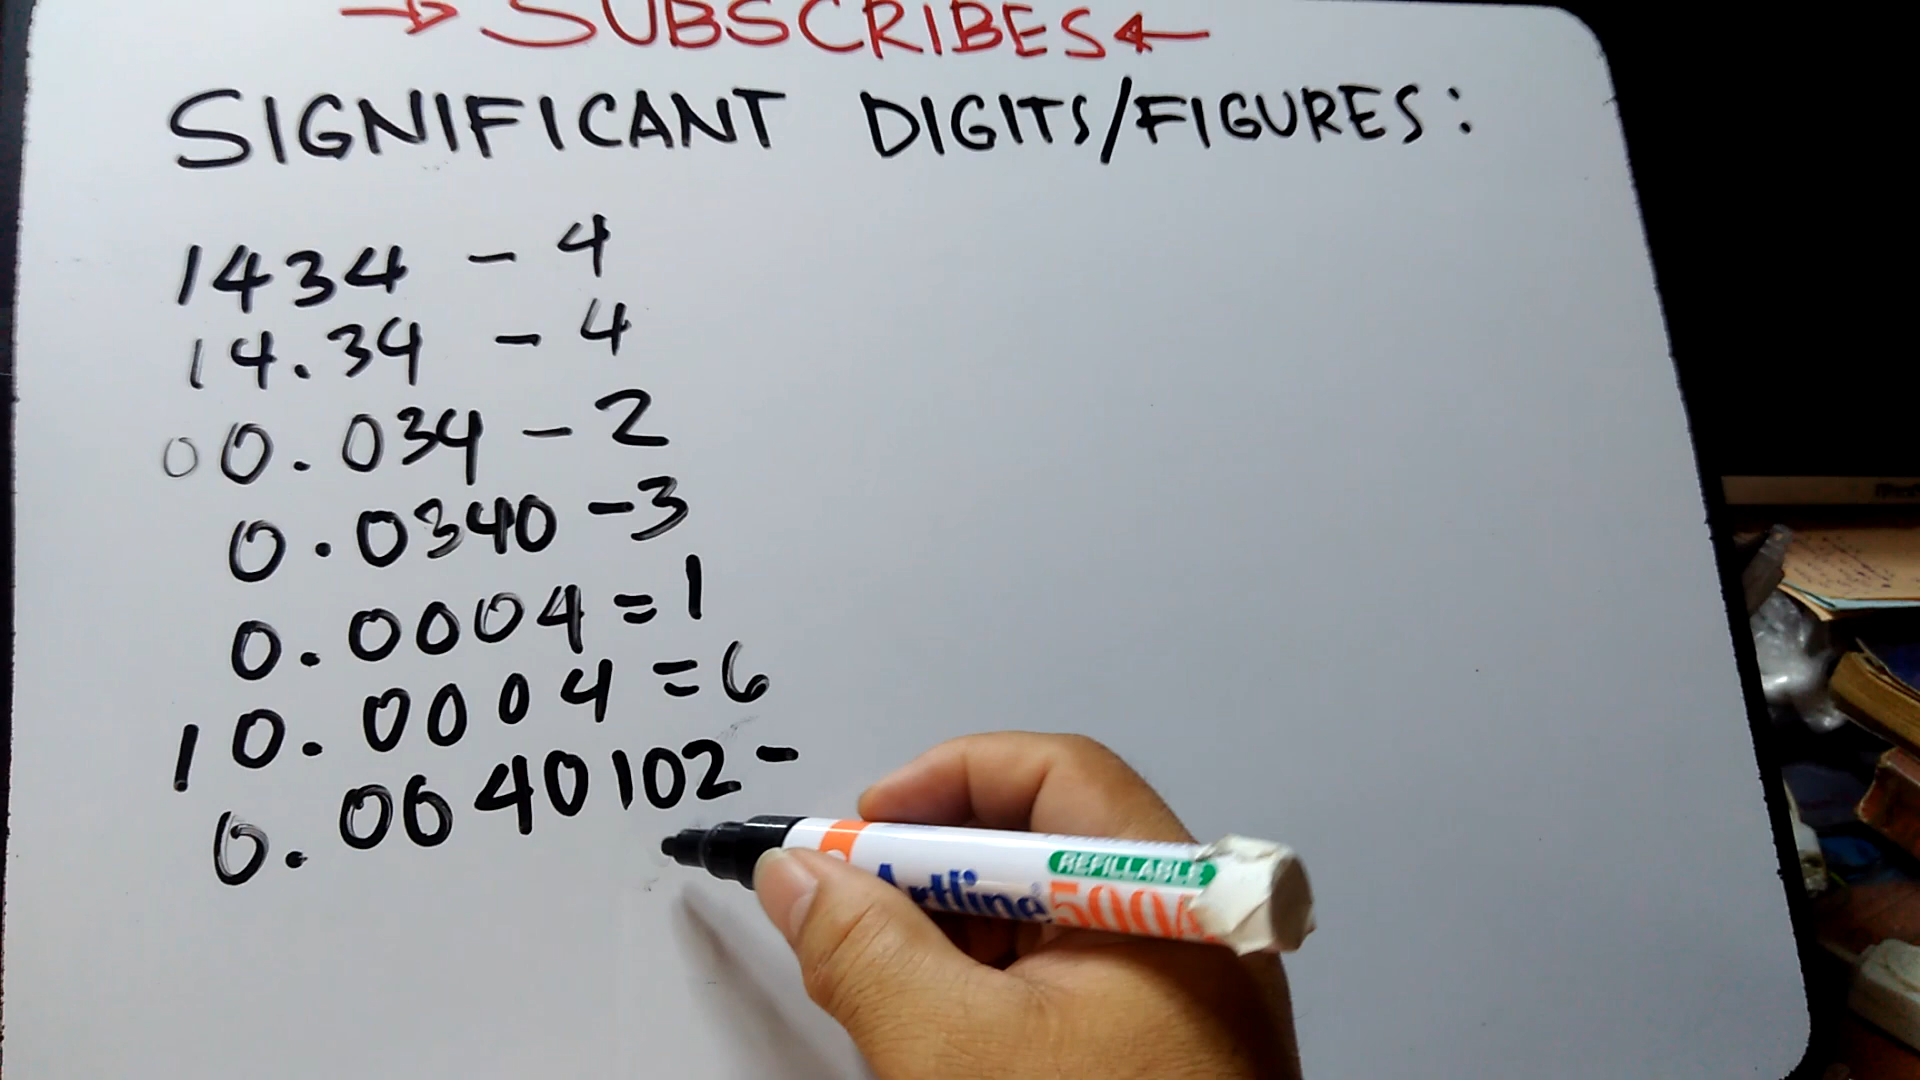 → SUBSCRIBES ←
SIGNIFICANT DIGITS/FIGURES:
1434 - 4
14.34 - 4
00.034 - 2
0.0340 - 3
0.0004 = 1
10.0004 = 6
0.0040102 -
Artline
REFILLABLE
500A